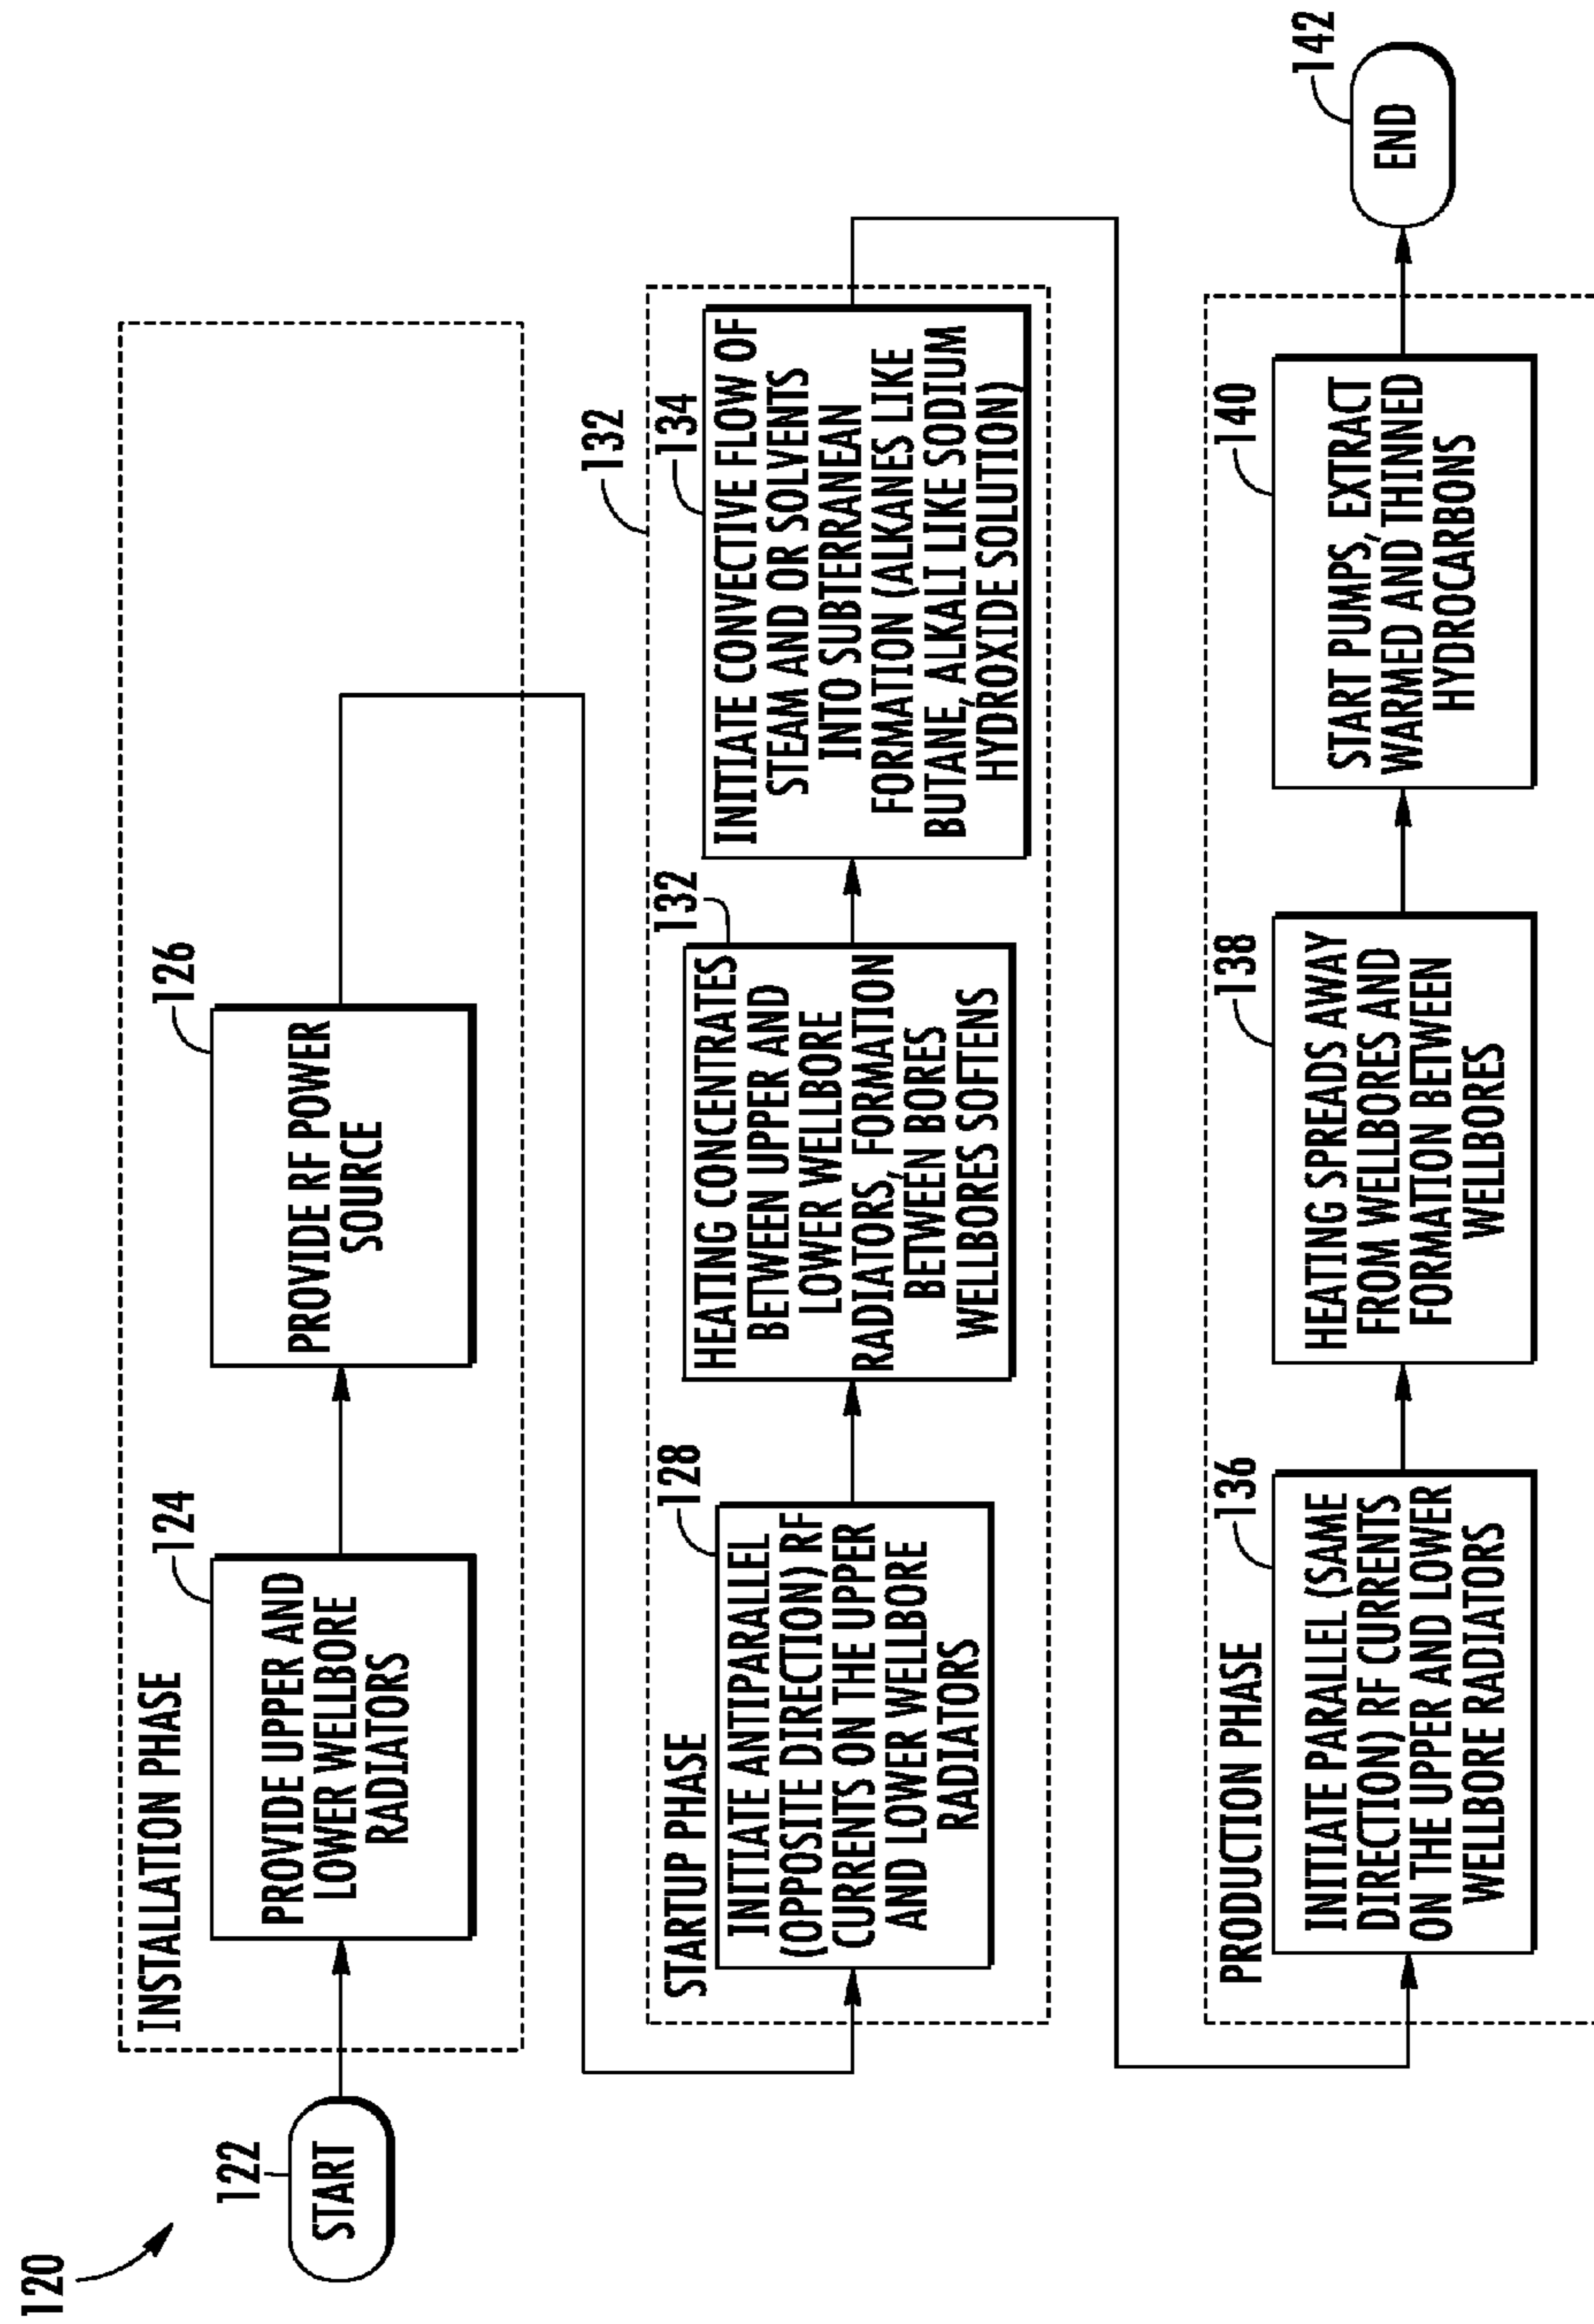 120
122
START
INSTALLATION PHASE
124
PROVIDE UPPER AND
LOWER WELLBORE
RADIATORS
126
PROVIDE RF POWER
SOURCE
132
STARTUP PHASE
128
INITIATE ANTIPARALLEL
(OPPOSITE DIRECTION) RF
CURRENTS ON THE UPPER
AND LOWER WELLBORE
RADIATORS
132
HEATING CONCENTRATES
BETWEEN UPPER AND
LOWER WELLBORE
RADIATORS, FORMATION
BETWEEN BORES
WELLBORES SOFTENS
134
INITIATE CONVECTIVE FLOW OF
STEAM AND OR SOLVENTS
INTO SUBTERRANEAN
FORMATION (ALKANES LIKE
BUTANE, ALKALI LIKE SODIUM
HYDROXIDE SOLUTION)
PRODUCTION PHASE
136
INITIATE PARALLEL (SAME
DIRECTION) RF CURRENTS
ON THE UPPER AND LOWER
WELLBORE RADIATORS
138
HEATING SPREADS AWAY
FROM WELLBORES AND
FORMATION BETWEEN
WELLBORES
140
START PUMPS, EXTRACT
WARMED AND THINNED
HYDROCARBONS
142
END